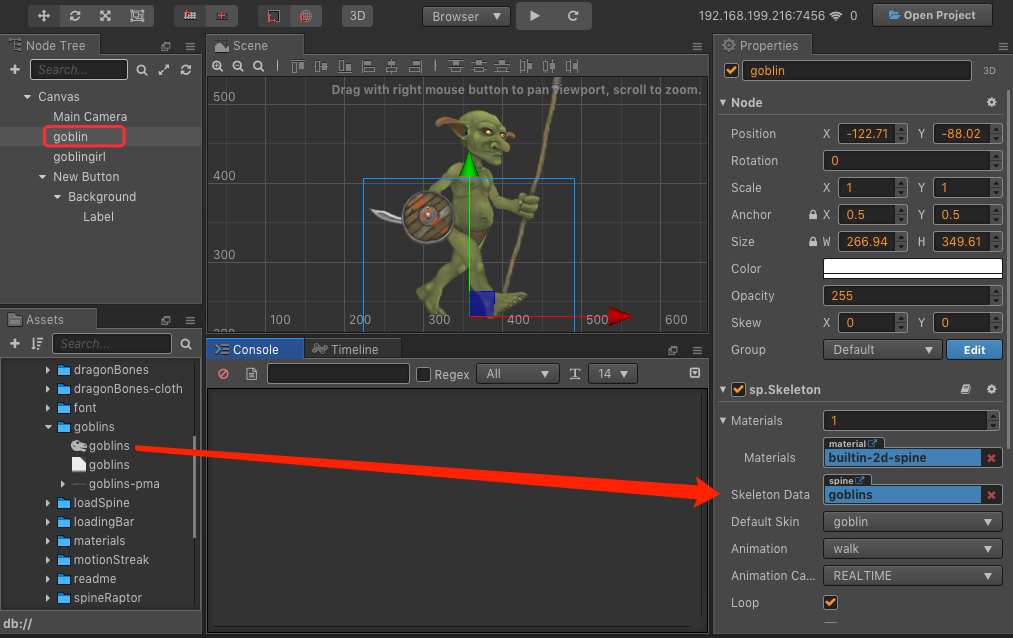 3D
Browser
192.168.199.216:7456
0
Open Project
Node Tree
Search...
Canvas
Main Camera
goblin
goblingirl
New Button
Background
Label
Scene
Drag with right mouse button to pan viewport, scroll to zoom.
500
400
300
200
100
200
300
400
500
600
Properties
goblin
3D
Node
Position X -122.71 Y -88.02
Rotation 0
Scale X 1 Y 1
Anchor X 0.5 Y 0.5
Size W 266.94 H 349.61
Color
Opacity 255
Skew X 0 Y 0
Group Default Edit
sp.Skeleton
Materials 1
material
Materials builtin-2d-spine
spine
Skeleton Data goblins
Default Skin goblin
Animation walk
Animation Ca... REALTIME
Loop
Assets
Search...
dragonBones
dragonBones-cloth
font
goblins
goblins
goblins
goblins-pma
loadSpine
loadingBar
materials
motionStreak
readme
spineRaptor
db://
Console
Timeline
Regex
All
14